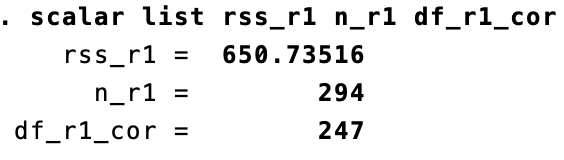 . scalar list rss_r1 n_r1 df_r1_cor
rss_r1 = 650.73516
n_r1 = 294
df_r1_cor = 247